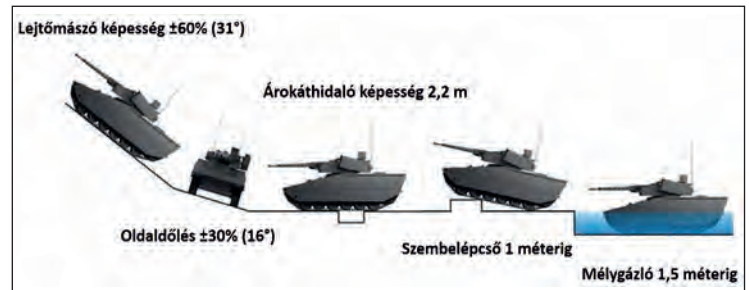 Lejtőmászó képesség ±60% (31°)
Árokáthidaló képesség 2,2 m
Oldaldőlés ±30% (16°)
Szembelépcső 1 méterig
Mélygázló 1,5 méterig